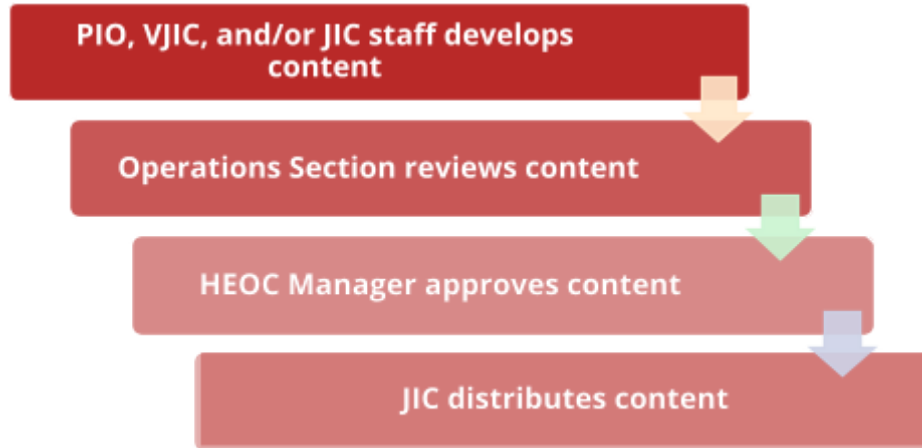 PIO, VJIC, and/or JIC staff develops
content
Operations Section reviews content
HEOC Manager approves content
JIC distributes content